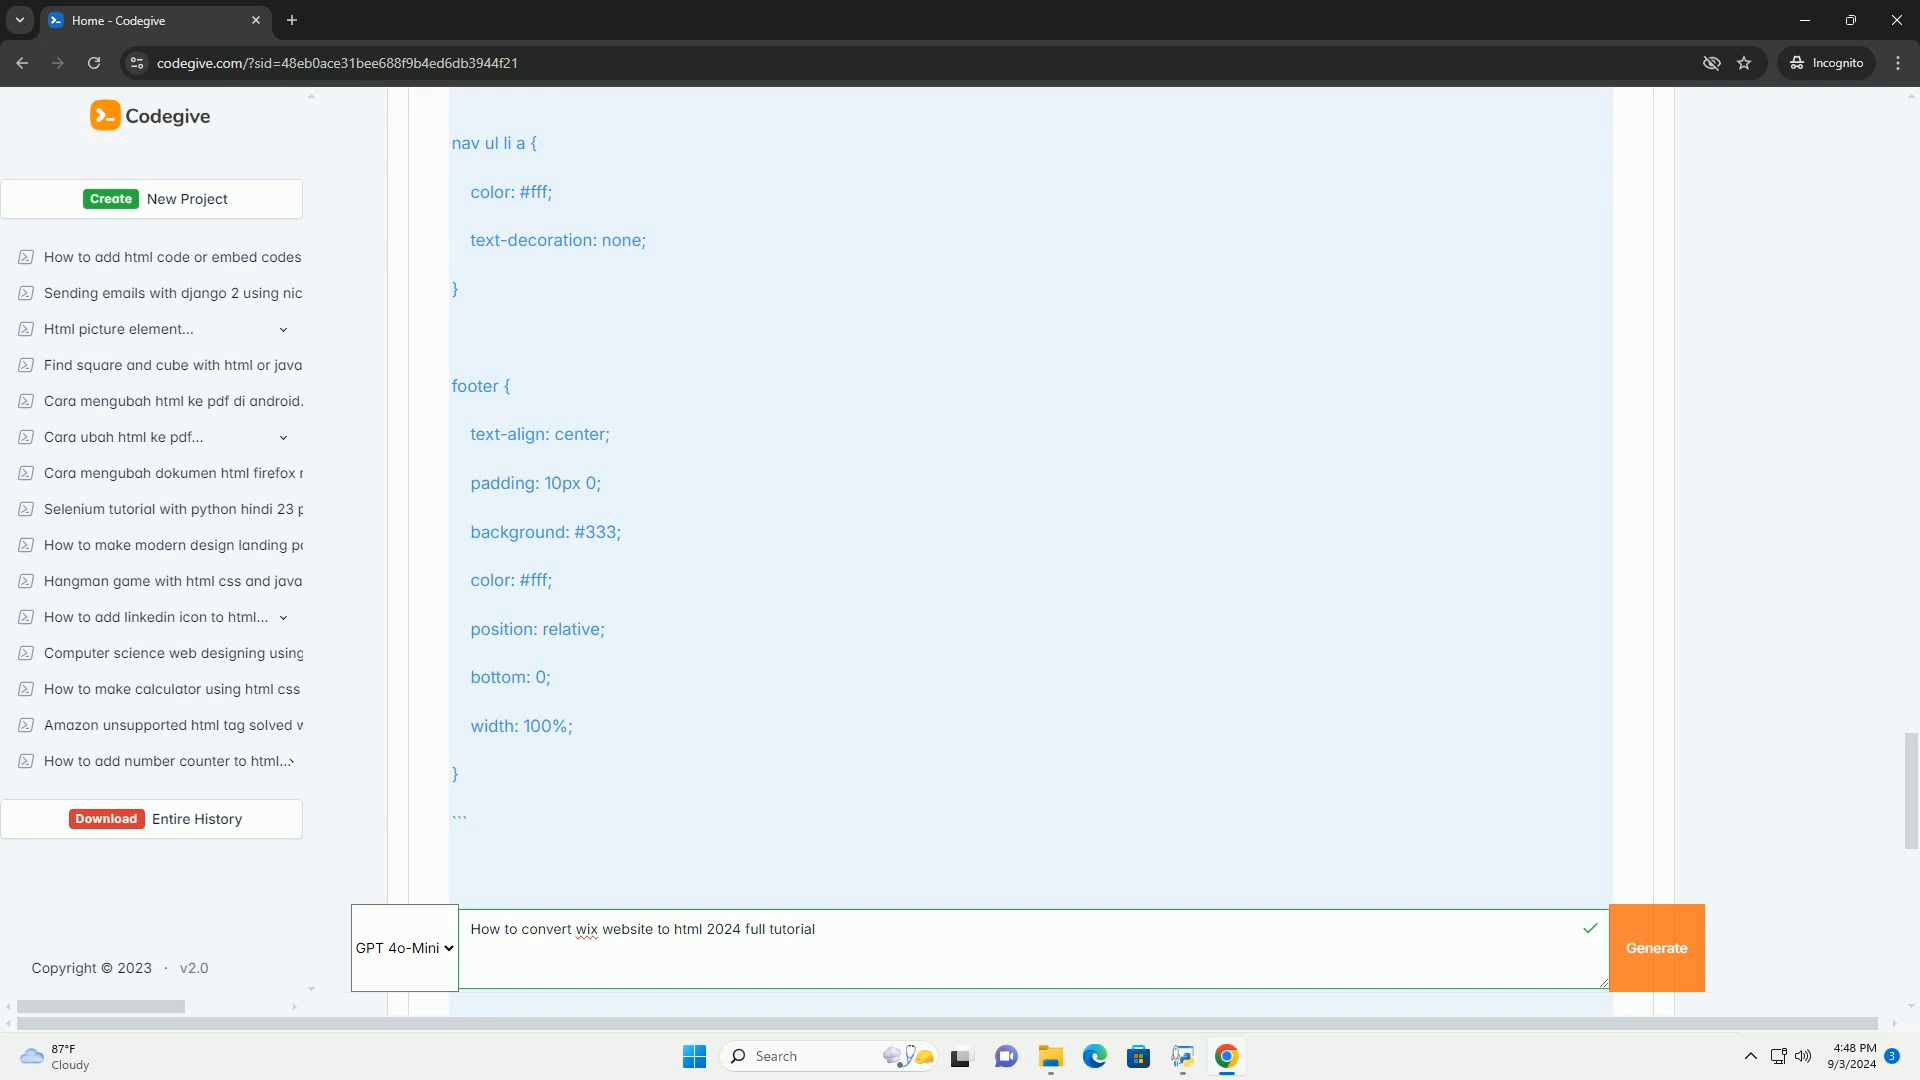 Home - Codegive
codegive.com/?sid=48eb0ace31bee688f9b4ed6db3944f21
Incognito
Codegive
Create New Project
How to add html code or embed codes
Sending emails with django 2 using nic
Html picture element...
Find square and cube with html or java
Cara mengubah html ke pdf di android.
Cara ubah html ke pdf...
Cara mengubah dokumen html firefox r
Selenium tutorial with python hindi 23 p
How to make modern design landing pa
Hangman game with html css and java
How to add linkedin icon to html...
Computer science web designing using
How to make calculator using html css
Amazon unsupported html tag solved w
How to add number counter to html...
Download Entire History
Copyright © 2023 · v2.0
nav ul li a {
color: #fff;
text-decoration: none;
}
footer {
text-align: center;
padding: 10px 0;
background: #333;
color: #fff;
position: relative;
bottom: 0;
width: 100%;
}
```
GPT 4o-Mini
How to convert wix website to html 2024 full tutorial
Generate
87°F
Cloudy
Search
4:48 PM
9/3/2024
3